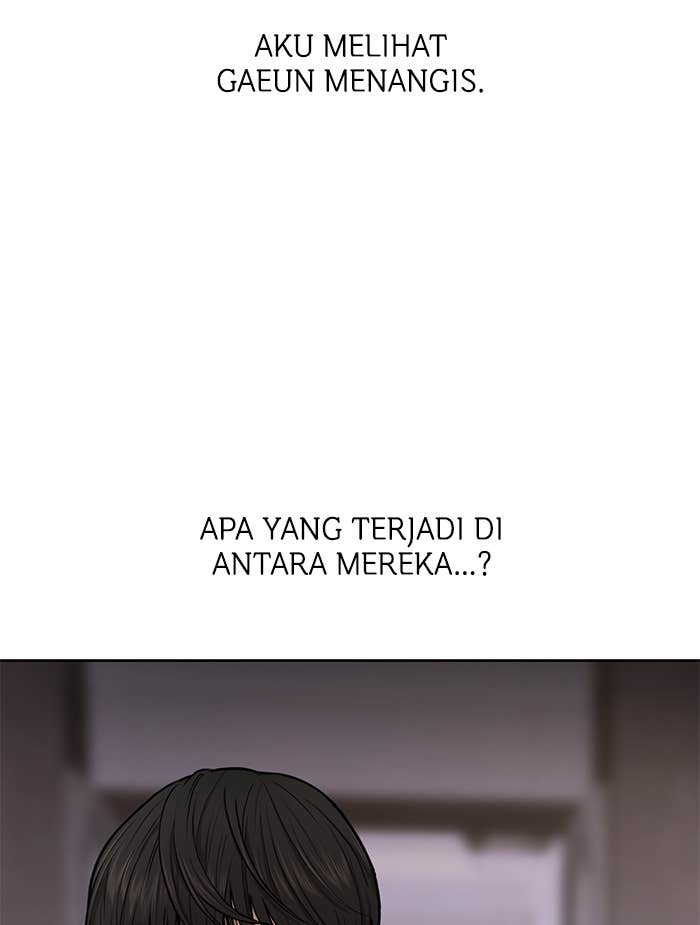 AKU MELIHAT
GAEUN MENANGIS.
APA YANG TERJADI DI
ANTARA MEREKA...?